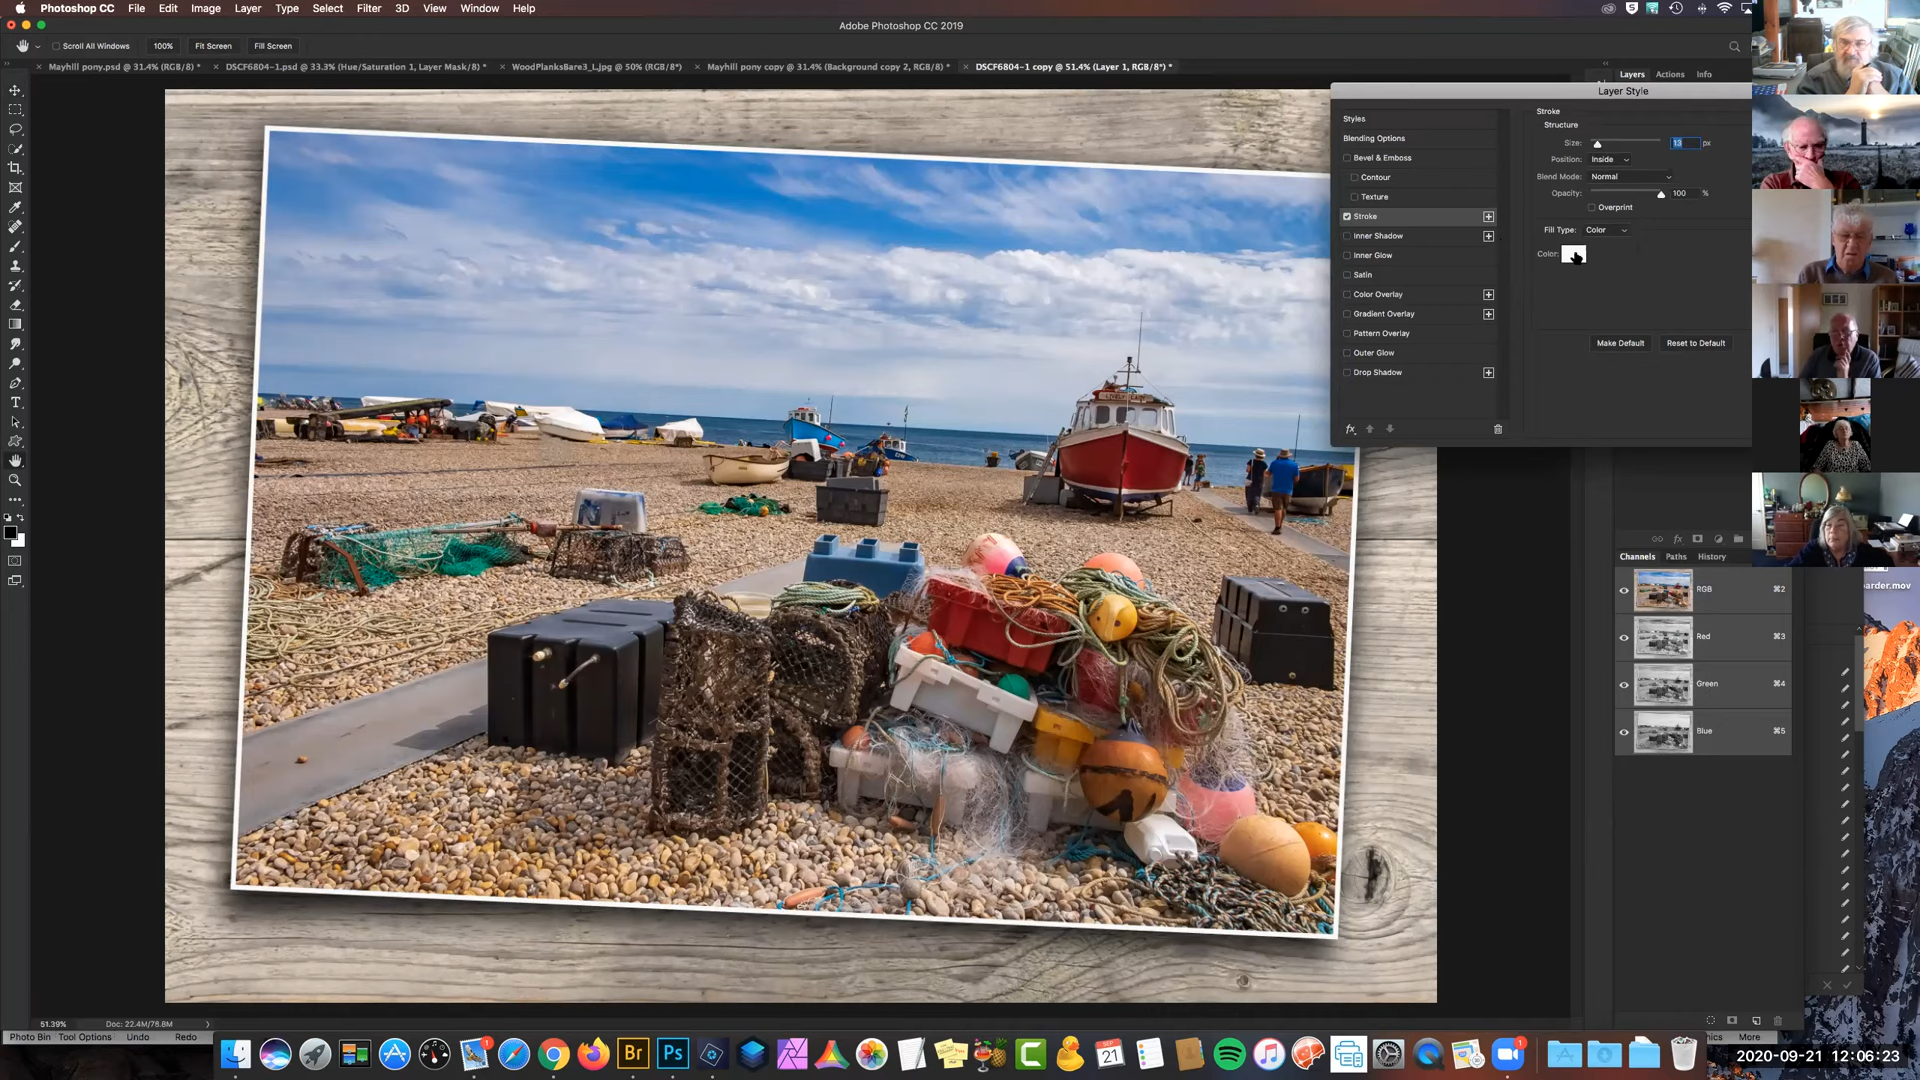 Photoshop CC File Edit Image Layer Type Select Filter 3D View Window Help
Adobe Photoshop CC 2019
Scroll All Windows 100% Fit Screen Fill Screen
Mayhill pony.psd @ 31.4% (RGB/8) * DSCF6804-1.psd @ 33.3% (Hue/Saturation 1, Layer Mask/8) * WoodPlanksBare3_L.jpg @ 50% (RGB/8*) Mayhill pony copy @ 31.4% (Background copy 2, RGB/8*) * DSCF6804-1 copy @ 51.4% (Layer 1, RGB/8*) *
Layers Actions Info
Layer Style
Styles
Blending Options
Bevel & Emboss
Contour
Texture
Stroke
Inner Shadow
Inner Glow
Satin
Color Overlay
Gradient Overlay
Pattern Overlay
Outer Glow
Drop Shadow
fx
Stroke
Structure
Size: 13 px
Position: Inside
Blend Mode: Normal
Opacity: 100 %
Overprint
Fill Type: Color
Color:
Make Default Reset to Default
fx
Channels Paths History
RGB ⌘2
Red ⌘3
Green ⌘4
Blue ⌘5
arder.mov
51.39% Doc: 22.4M/78.8M
Photo Bin Tool Options Undo Redo
More
Br Ps
SEP 21
2020-09-21 12:06:23